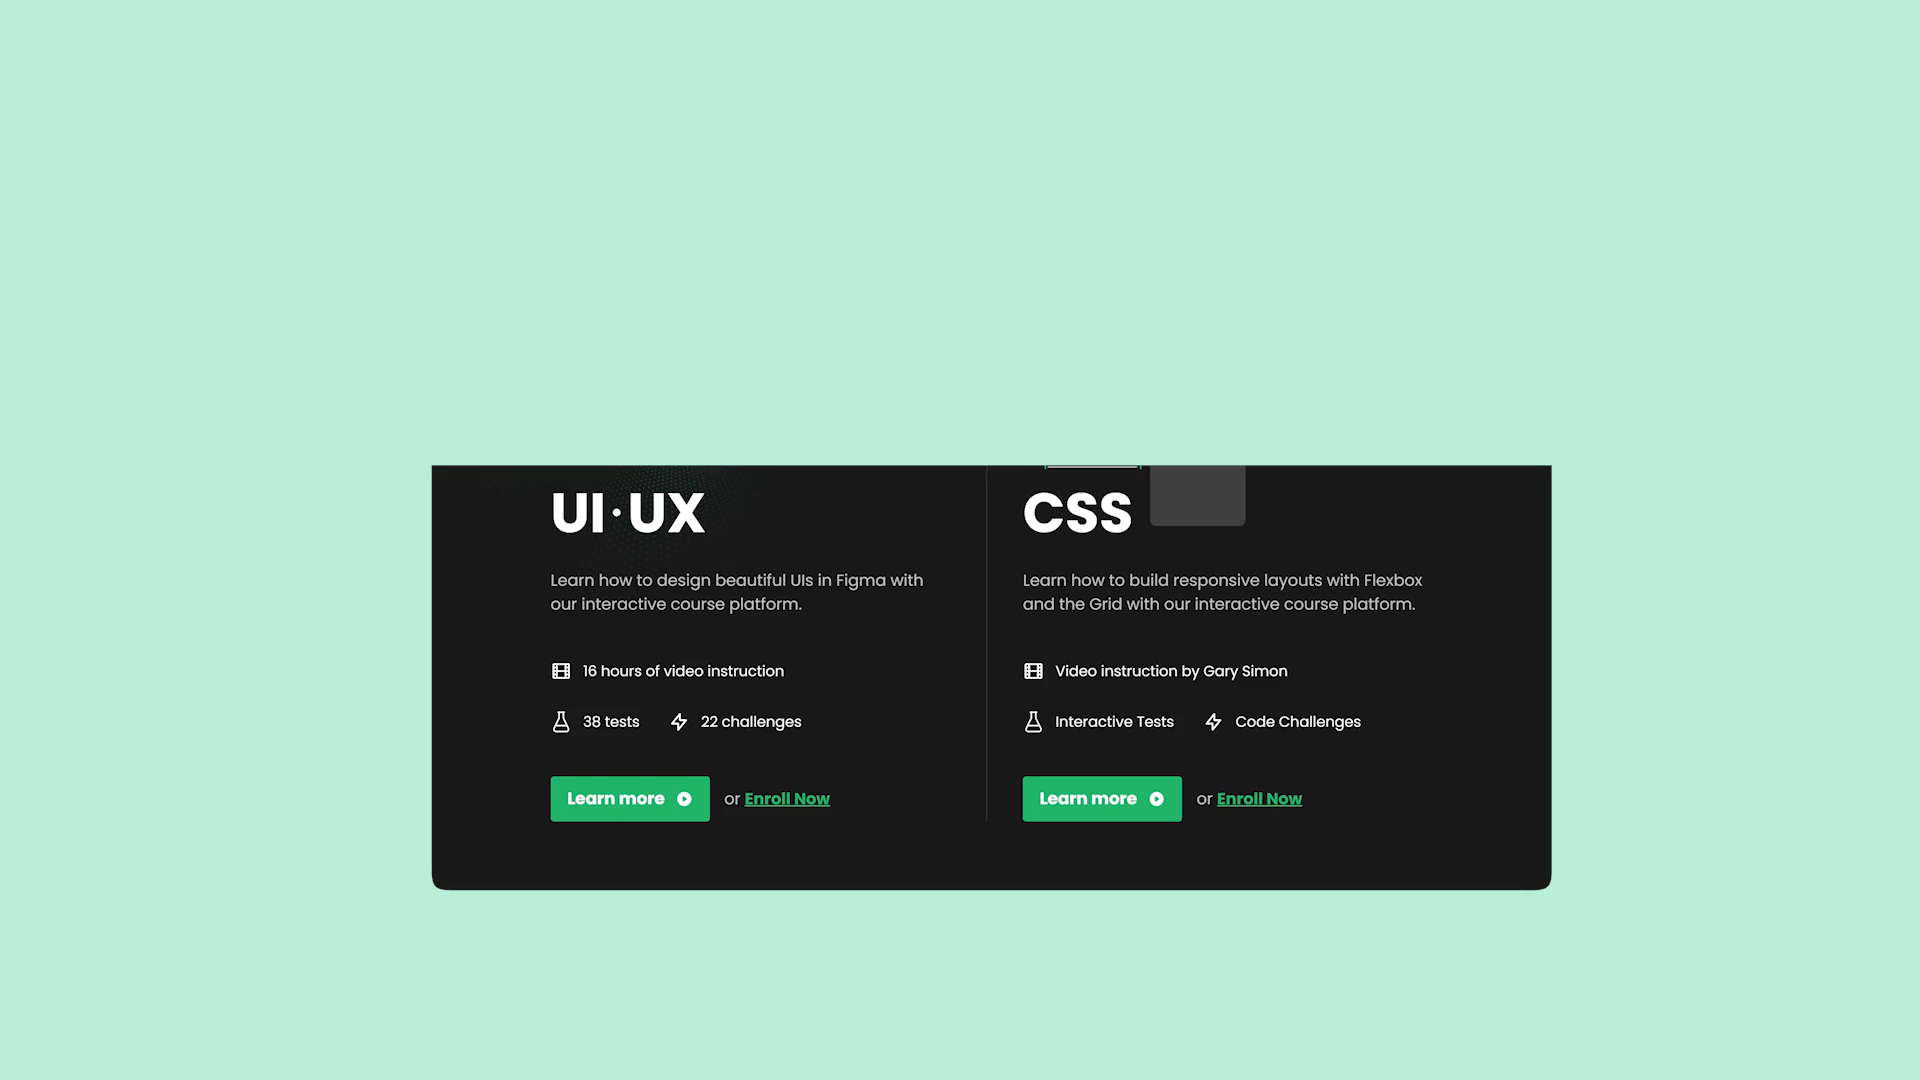 UI·UX
Learn how to design beautiful UIs in Figma with
our interactive course platform.
16 hours of video instruction
38 tests
22 challenges
Learn more
or Enroll Now
CSS
Learn how to build responsive layouts with Flexbox
and the Grid with our interactive course platform.
Video instruction by Gary Simon
Interactive Tests
Code Challenges
Learn more
or Enroll Now